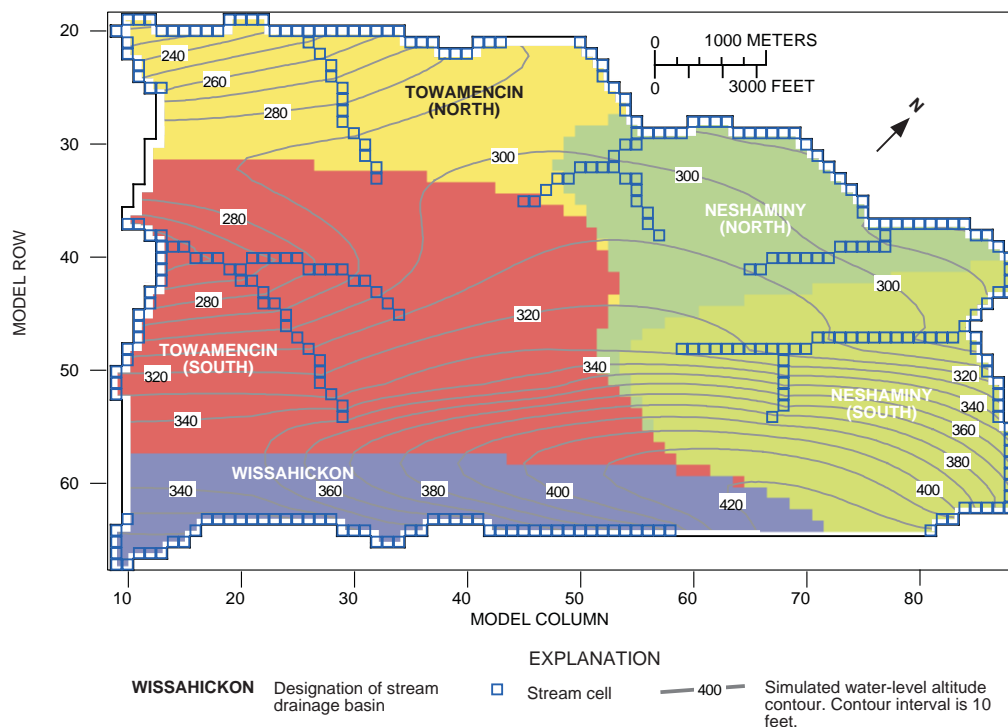 20
30
40
50
60
MODEL ROW
0 1000 METERS
0 3000 FEET
N
TOWAMENCIN
(NORTH)
NESHAMINY
(NORTH)
TOWAMENCIN
(SOUTH)
NESHAMINY
(SOUTH)
WISSAHICKON
240
260
280
300
300
280
280
300
320
320
340
320
340
340
360
380
400
340
360
380
400
420
10 20 30 40 50 60 70 80
MODEL COLUMN
EXPLANATION
WISSAHICKON Designation of stream
drainage basin
Stream cell
400 Simulated water-level altitude
contour. Contour interval is 10
feet.